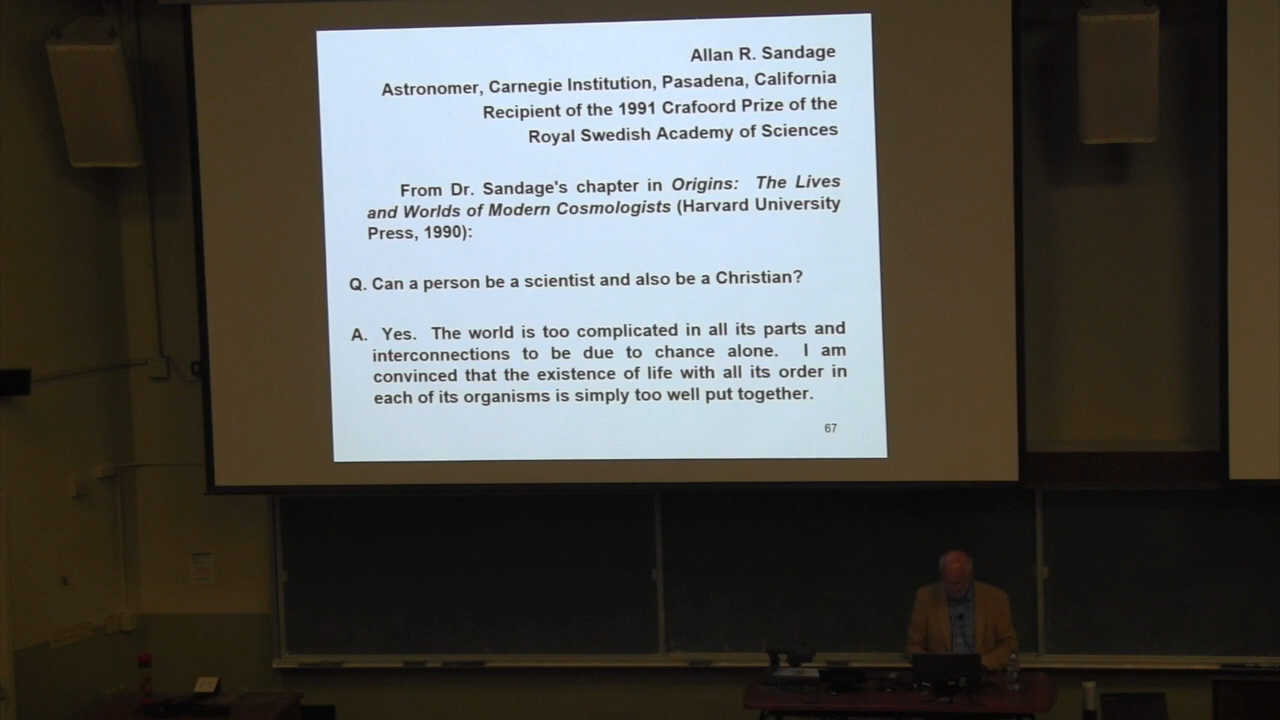 Allan R. Sandage
Astronomer, Carnegie Institution, Pasadena, California
Recipient of the 1991 Crafoord Prize of the
Royal Swedish Academy of Sciences
From Dr. Sandage's chapter in Origins: The Lives
and Worlds of Modern Cosmologists (Harvard University
Press, 1990):
Q. Can a person be a scientist and also be a Christian?
A. Yes. The world is too complicated in all its parts and
interconnections to be due to chance alone. I am
convinced that the existence of life with all its order in
each of its organisms is simply too well put together.
67